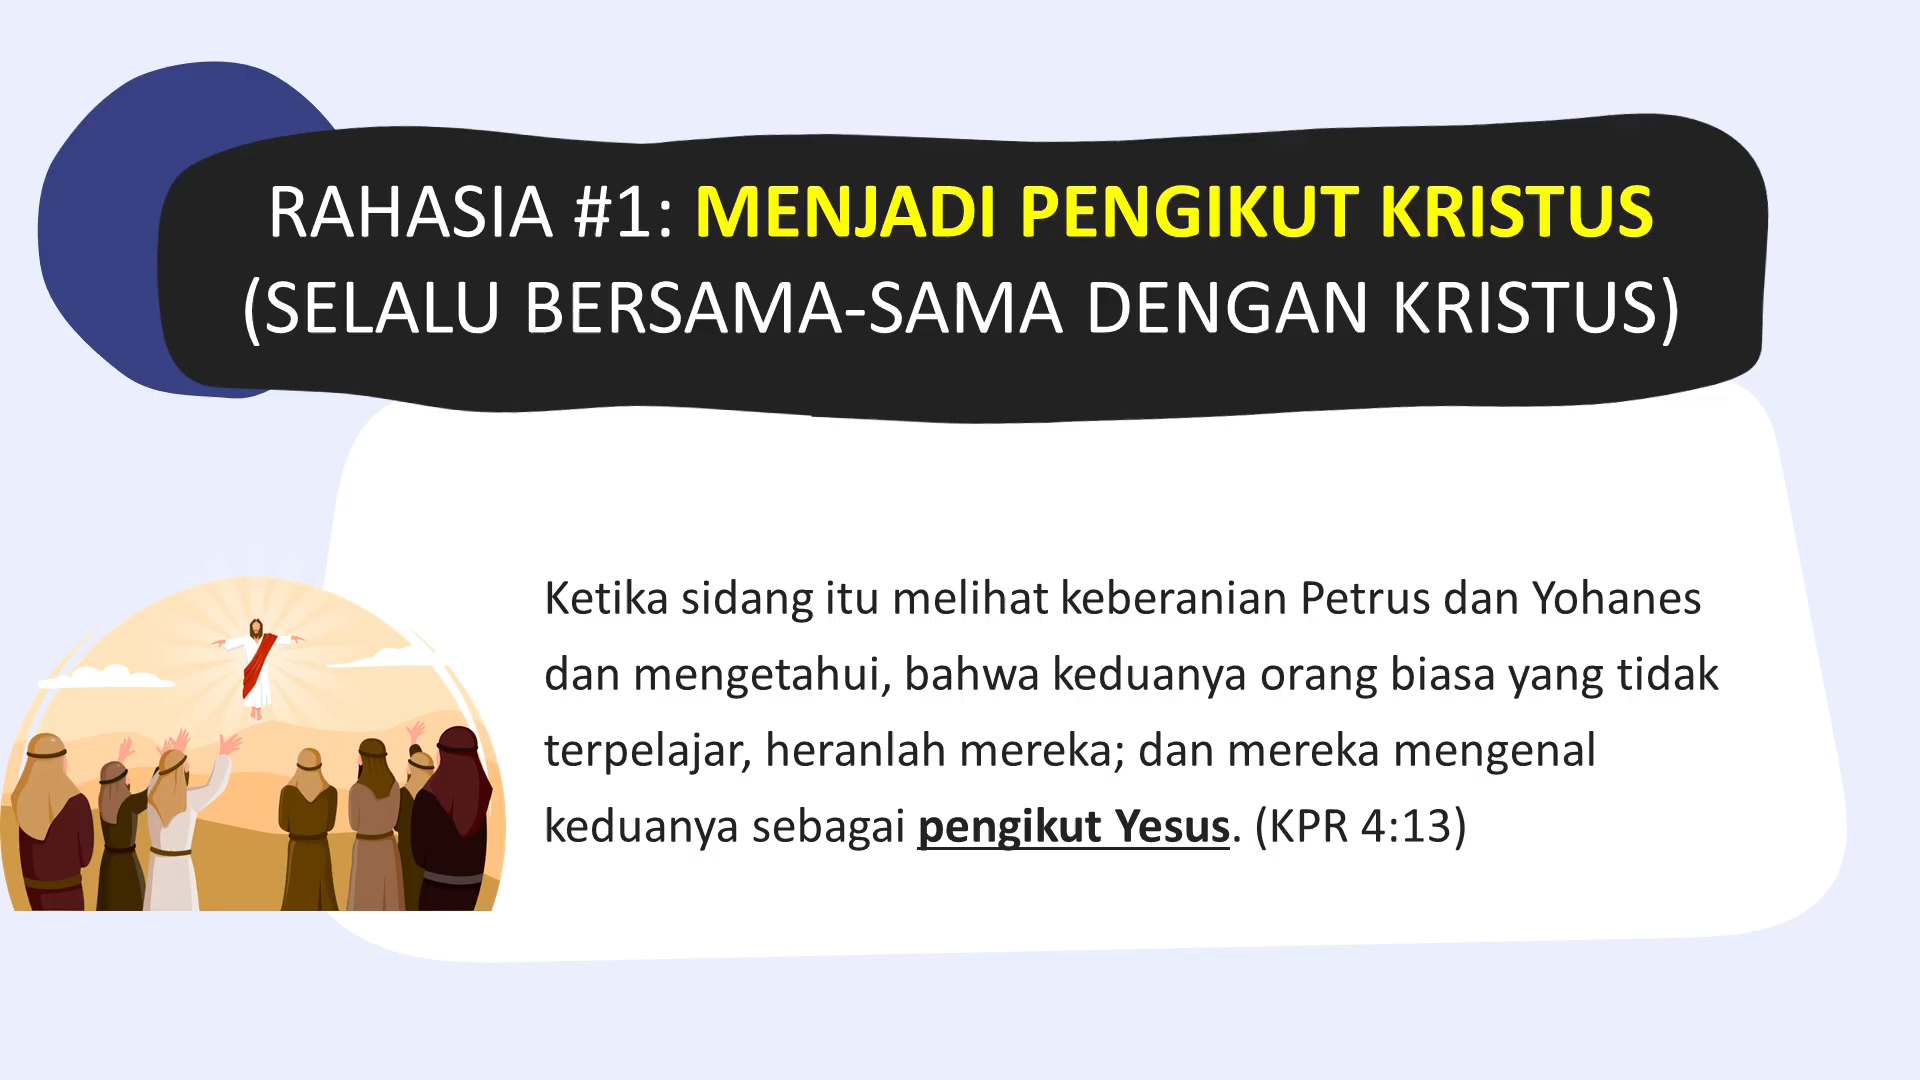 RAHASIA #1: MENJADI PENGIKUT KRISTUS
(SELALU BERSAMA-SAMA DENGAN KRISTUS)
Ketika sidang itu melihat keberanian Petrus dan Yohanes
dan mengetahui, bahwa keduanya orang biasa yang tidak
terpelajar, heranlah mereka; dan mereka mengenal
keduanya sebagai pengikut Yesus. (KPR 4:13)